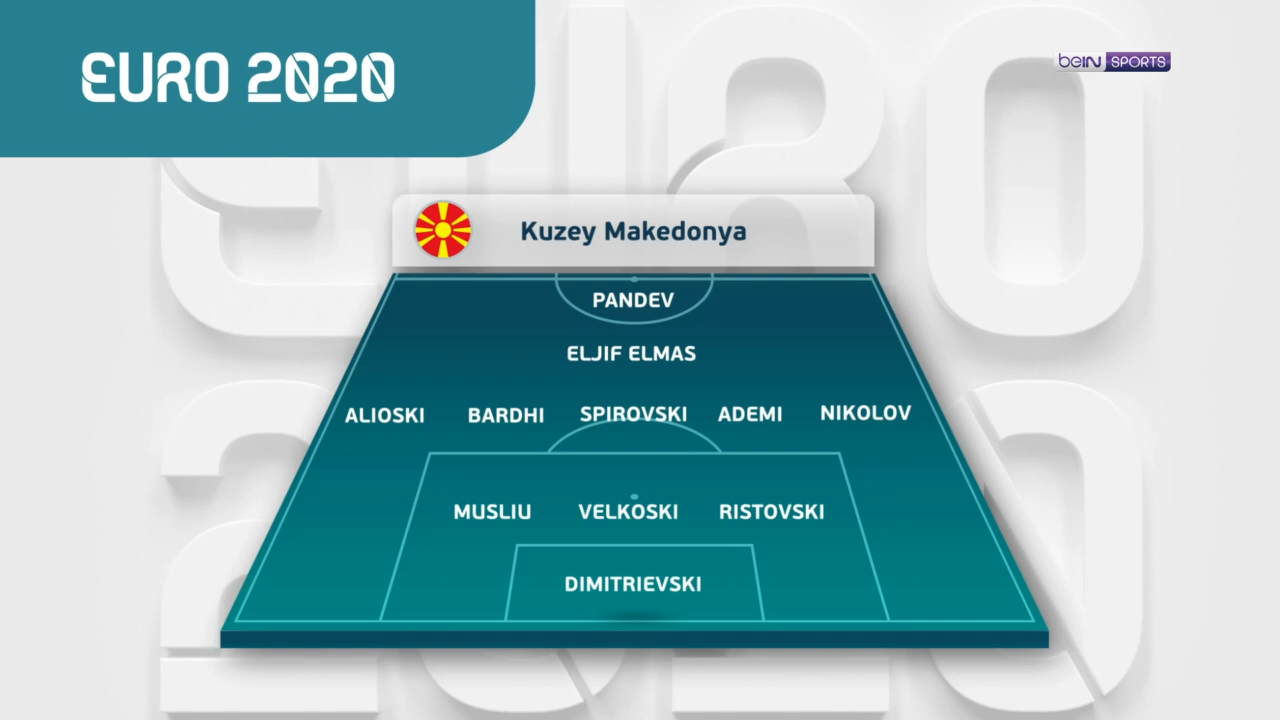 EURO 2020
beIN SPORTS
Kuzey Makedonya
PANDEV
ELJIF ELMAS
ALIOSKI BARDHI SPIROVSKI ADEMI NIKOLOV
MUSLIU VELKOSKI RISTOVSKI
DIMITRIEVSKI